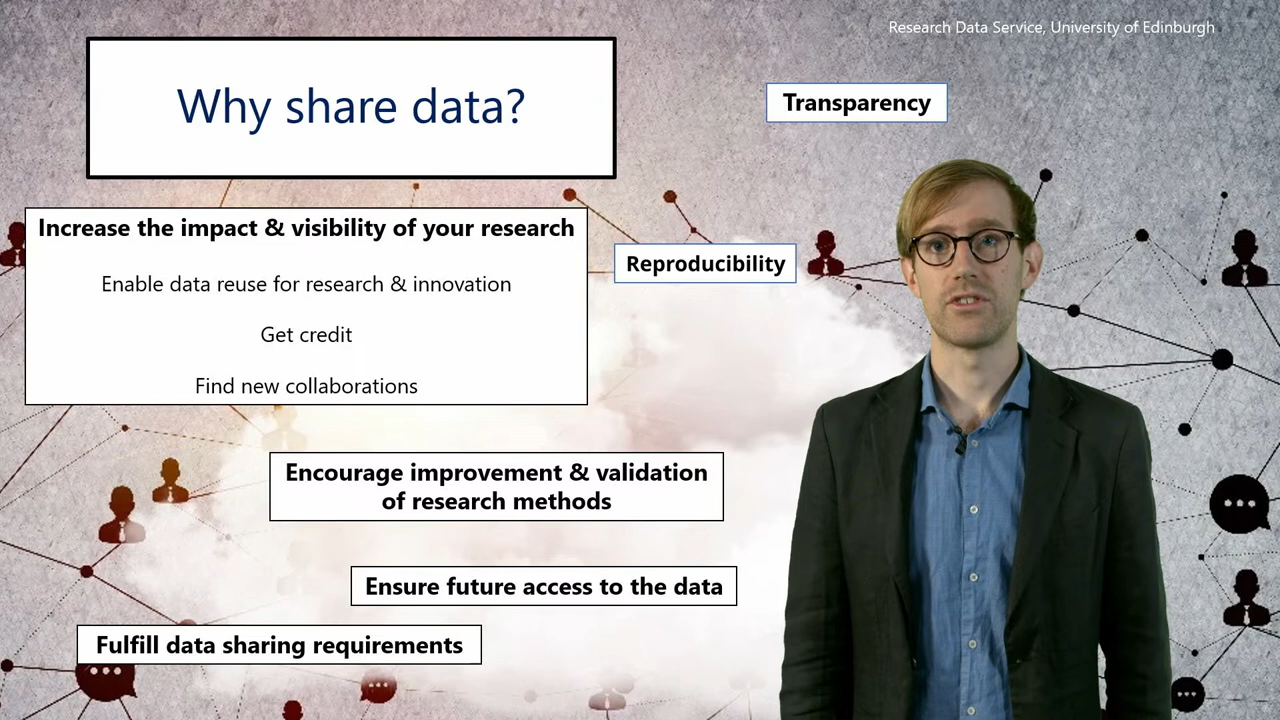 Research Data Service, University of Edinburgh
Why share data?
Transparency
Increase the impact & visibility of your research
Enable data reuse for research & innovation
Get credit
Find new collaborations
Reproducibility
Encourage improvement & validation
of research methods
Ensure future access to the data
Fulfill data sharing requirements